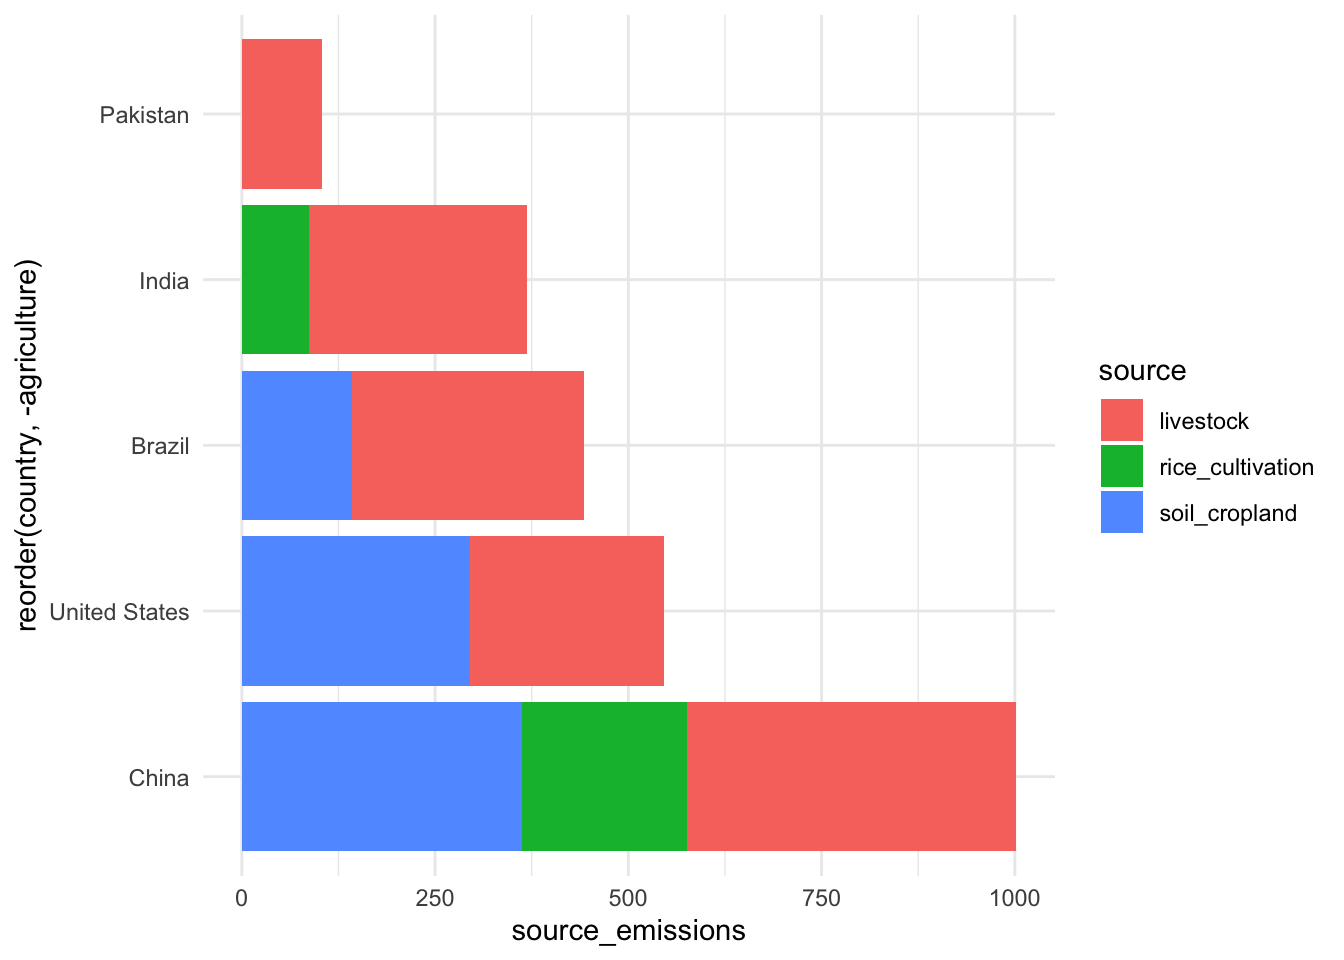 reorder(country, -agriculture)
Pakistan
India
Brazil
United States
China
0 250 500 750 1000
source_emissions
source
livestock
rice_cultivation
soil_cropland